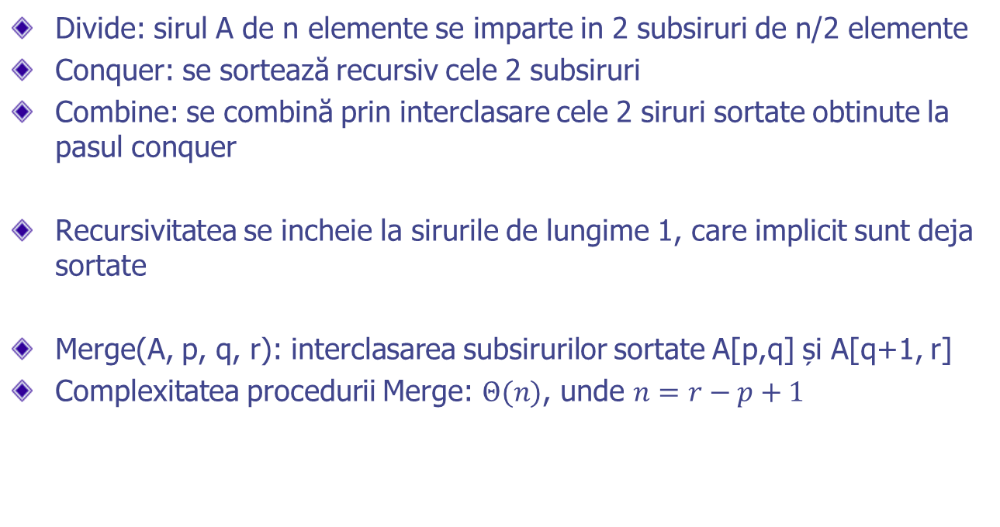 Divide: sirul A de n elemente se imparte in 2 subsiruri de n/2 elemente
Conquer: se sortează recursiv cele 2 subsiruri
Combine: se combină prin interclasare cele 2 siruri sortate obtinute la
pasul conquer
Recursivitatea se incheie la sirurile de lungime 1, care implicit sunt deja
sortate
Merge(A, p, q, r): interclasarea subsirurilor sortate A[p,q] și A[q+1, r]
Complexitatea procedurii Merge: Θ(n), unde n = r − p + 1